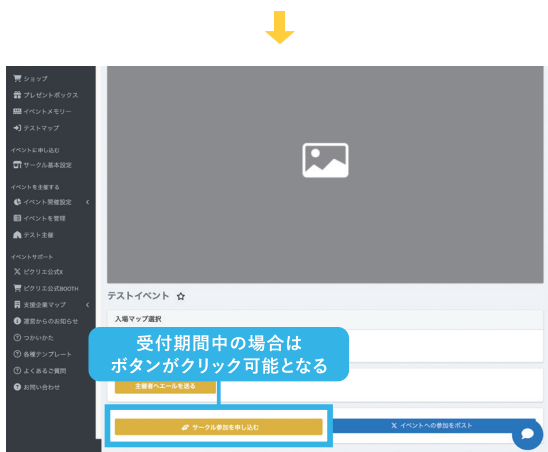 ショップ
プレゼントボックス
イベントメモリー
テストマップ
イベントに申し込む
サークル基本設定
イベントを主催する
イベント開催設定
イベントを管理
テスト主催
イベントサポート
ピクリエ公式X
ピクリエ公式BOOTH
支援企業マップ
運営からのお知らせ
つかいかた
各種テンプレート
よくあるご質問
お問い合わせ
テストイベント
入場マップ選択
受付期間中の場合は
ボタンがクリック可能となる
主催者へエールを送る
サークル参加を申し込む
イベントへの参加をポスト